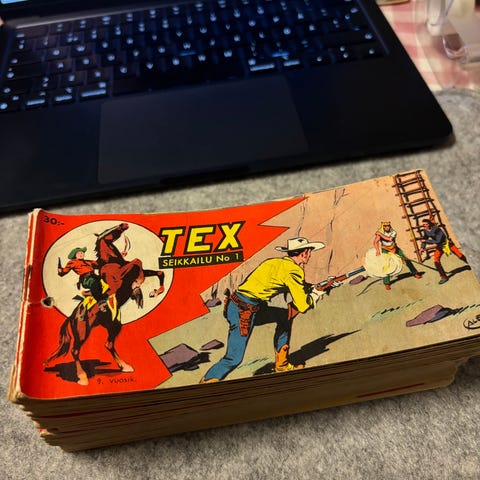 30:-
TEX
SEIKKAILU No 1
9. VUOSIK.